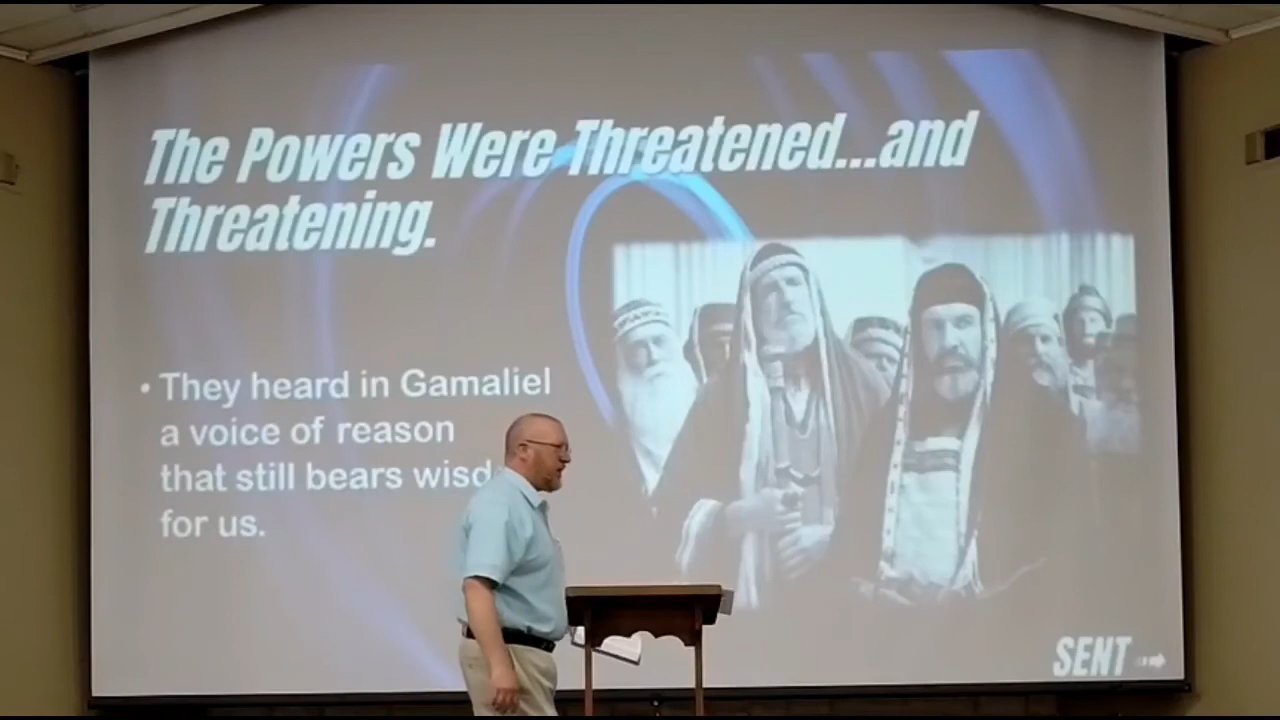 The Powers Were Threatened...and
Threatening.
• They heard in Gamaliel
a voice of reason
that still bears
for us.
SENT